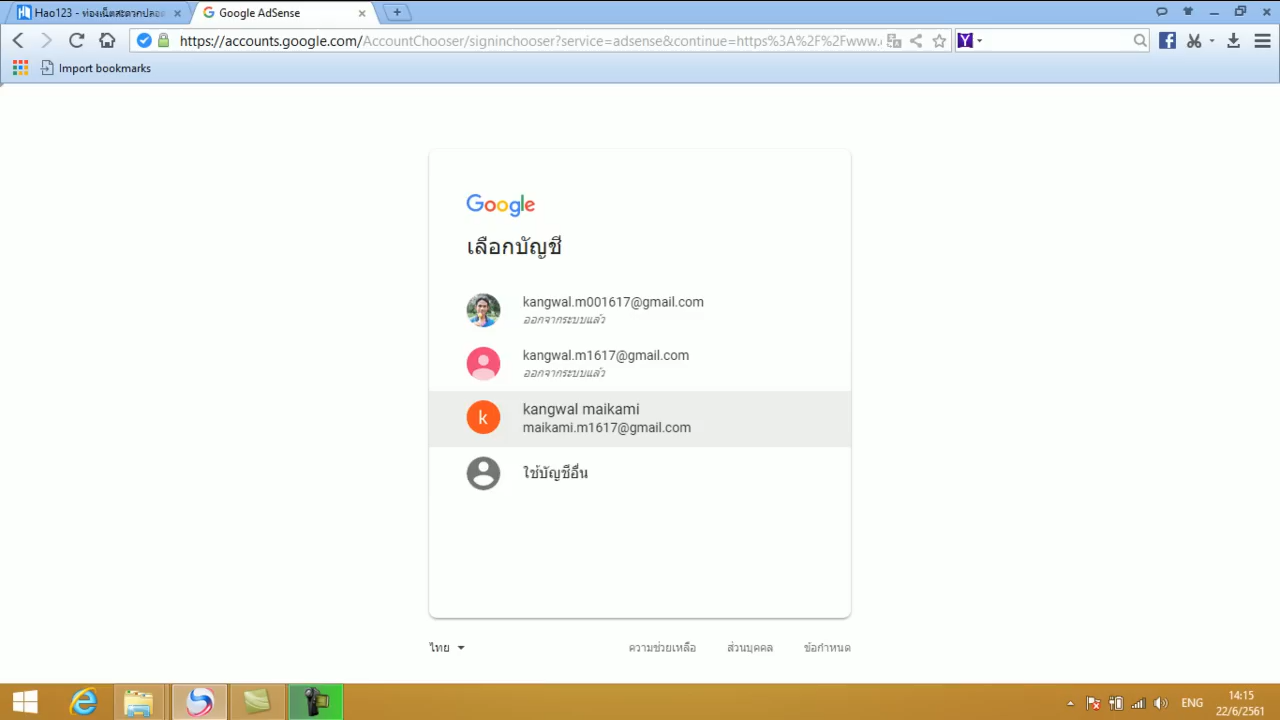 Hao123 - ท่องเน็ตสะดวกปลอด
Google AdSense
https://accounts.google.com/AccountChooser/signinchooser?service=adsense&continue=https%3A%2F%2Fwww.
Import bookmarks
Google
เลือกบัญชี
kangwal.m001617@gmail.com
ออกจากระบบแล้ว
kangwal.m1617@gmail.com
ออกจากระบบแล้ว
k
kangwal maikami
maikami.m1617@gmail.com
ใช้บัญชีอื่น
ไทย ความช่วยเหลือ ส่วนบุคคล ข้อกำหนด
ENG
14:15
22/6/2561